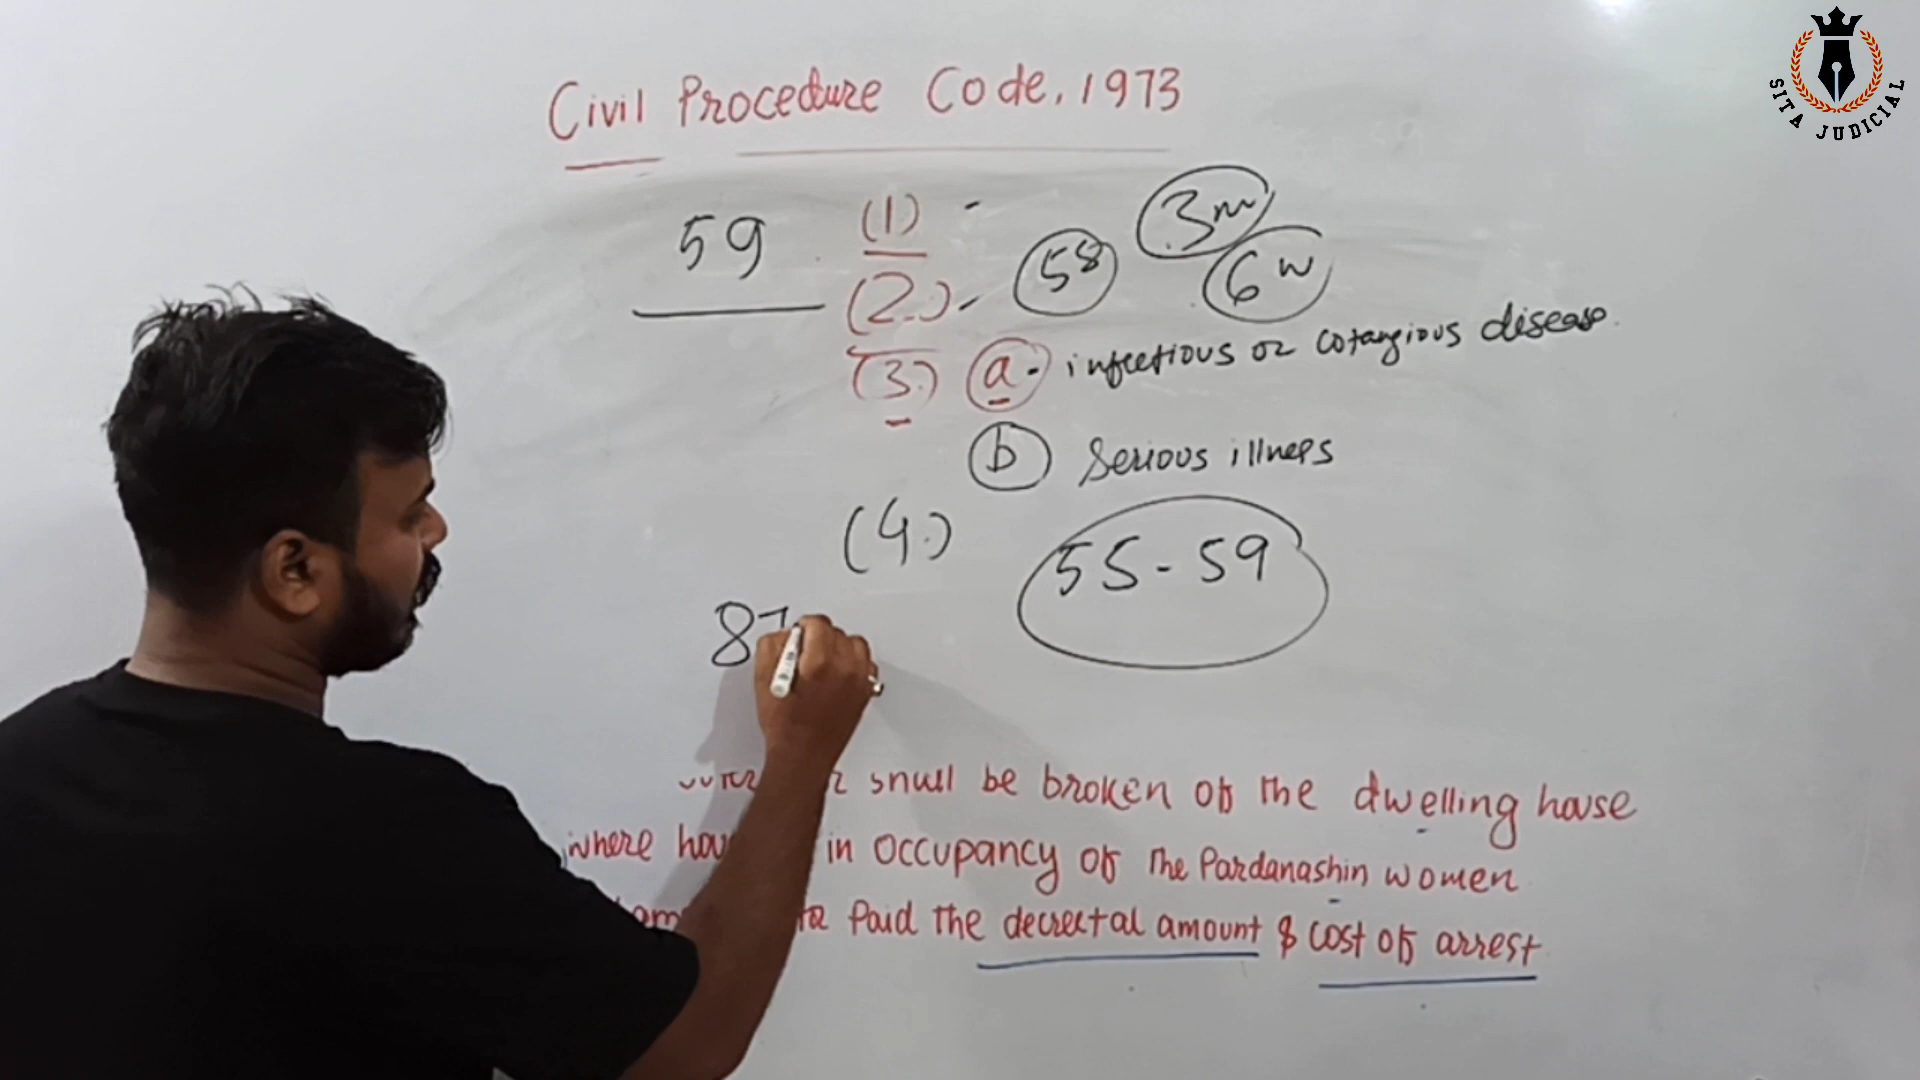 SITA JUDICIAL
Civil Procedure Code, 1973
59 (1) - 3m
(2.) - 58 6w
(3.) a - infectious or cotangious disease.
b serious illness
(4.) 55-59
87
shall be broken of the dwelling house
where in occupancy of the Pardanashin women
Paid the decreetal amount & cost of arrest